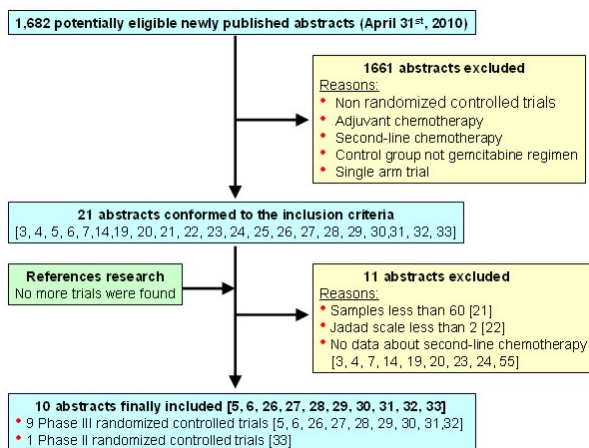 1,682 potentially eligible newly published abstracts (April 31st, 2010)
1661 abstracts excluded
Reasons:
• Non randomized controlled trials
• Adjuvant chemotherapy
• Second-line chemotherapy
• Control group not gemcitabine regimen
• Single arm trial
21 abstracts conformed to the inclusion criteria
[3, 4, 5, 6, 7,14,19, 20, 21, 22, 23, 24, 25, 26, 27, 28, 29, 30,31, 32, 33]
References research
No more trials were found
11 abstracts excluded
Reasons:
• Samples less than 60 [21]
• Jadad scale less than 2 [22]
• No data about second-line chemotherapy
[3, 4, 7, 14, 19, 20, 23, 24, 55]
10 abstracts finally included [5, 6, 26, 27, 28, 29, 30, 31, 32, 33]
• 9 Phase III randomized controlled trials [5, 6, 26, 27, 28, 29, 30, 31,32]
• 1 Phase II randomized controlled trials [33]